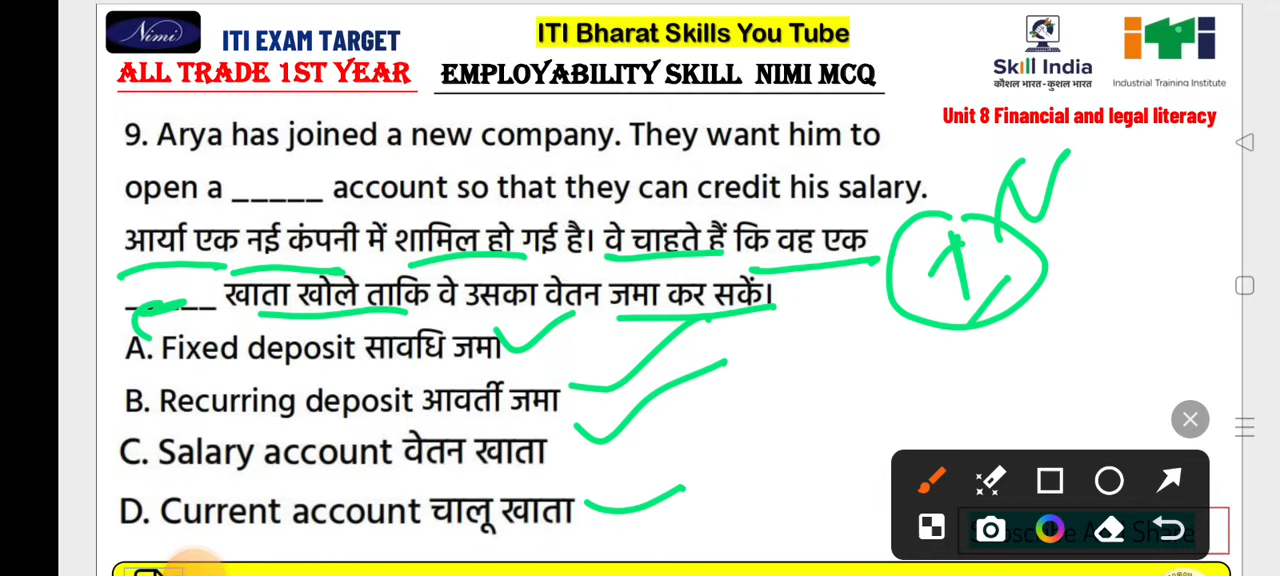 Nimi
ITI EXAM TARGET
ITI Bharat Skills You Tube
ALL TRADE 1ST YEAR
EMPLOYABILITY SKILL NIMI MCQ
Skill India
कौशल भारत-कुशल भारत
iTi
Industrial Training Institute
Unit 8 Financial and legal literacy
9. Arya has joined a new company. They want him to
open a _____ account so that they can credit his salary.
आर्या एक नई कंपनी में शामिल हो गई है। वे चाहते हैं कि वह एक
_____ खाता खोले ताकि वे उसका वेतन जमा कर सकें।
A. Fixed deposit सावधि जमा
B. Recurring deposit आवर्ती जमा
C. Salary account वेतन खाता
D. Current account चालू खाता
Share